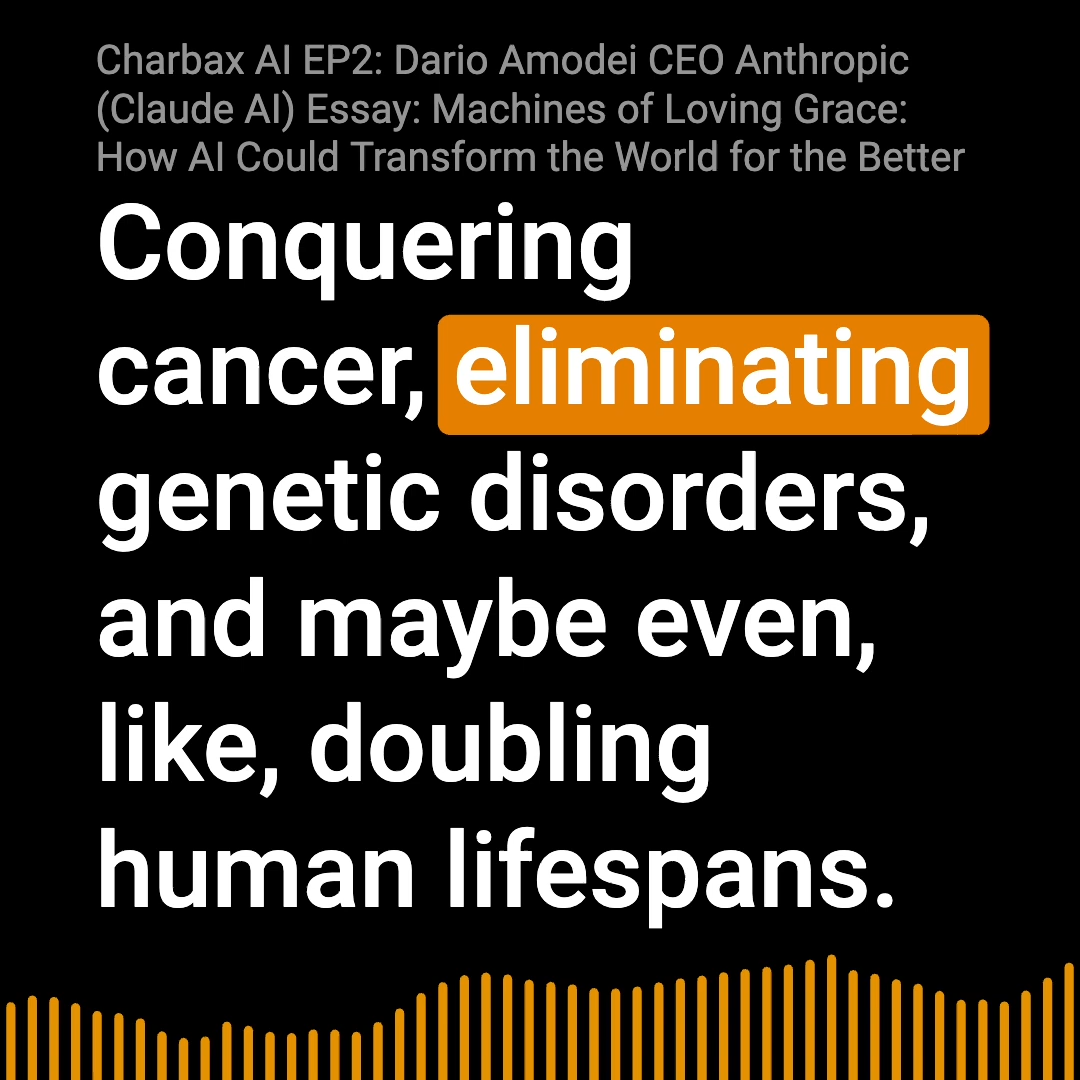 Charbax AI EP2: Dario Amodei CEO Anthropic
(Claude AI) Essay: Machines of Loving Grace:
How AI Could Transform the World for the Better
Conquering
cancer, eliminating
genetic disorders,
and maybe even,
like, doubling
human lifespans.